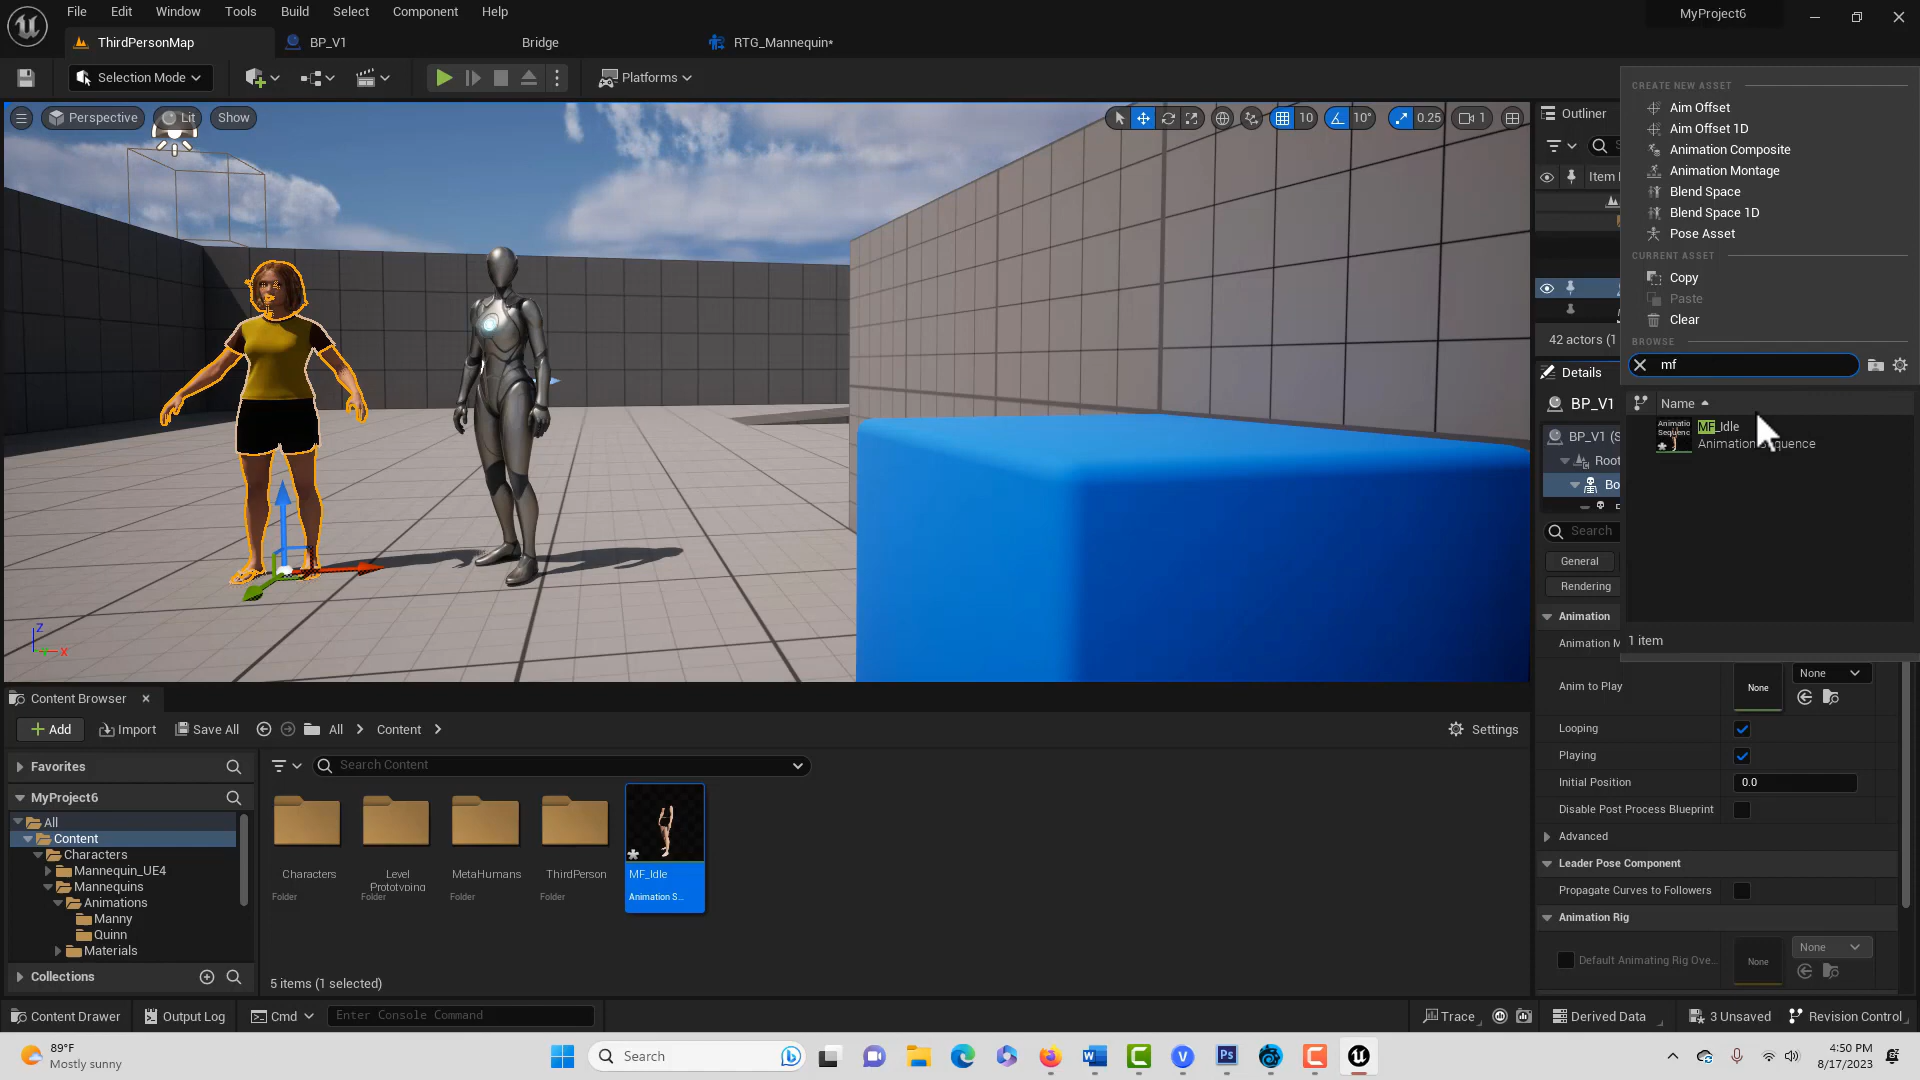 File Edit Window Tools Build Select Component Help
MyProject6
ThirdPersonMap BP_V1 Bridge RTG_Mannequin*
Selection Mode Platforms
Perspective Lit Show
10 10° 0.25 1
Outliner
Item
42 actors (1
Details
BP_V1
BP_V1 (S
Root
Bo
Search
General
Rendering
CREATE NEW ASSET
Aim Offset
Aim Offset 1D
Animation Composite
Animation Montage
Blend Space
Blend Space 1D
Pose Asset
CURRENT ASSET
Copy
Paste
Clear
BROWSE
mf
Name
MF_Idle
Animation Sequence
1 item
Animation
Animation M
Anim to Play None None
Looping
Playing
Initial Position 0.0
Disable Post Process Blueprint
Advanced
Leader Pose Component
Propagate Curves to Followers
Animation Rig
Default Animating Rig Ove... None None
Z
X
Content Browser
Add Import Save All All Content Settings
Favorites
MyProject6
All
Content
Characters
Mannequin_UE4
Mannequins
Animations
Manny
Quinn
Materials
Collections
Search Content
Characters
Folder
Level
Prototyping
Folder
MetaHumans
Folder
ThirdPerson
Folder
MF_Idle
Animation S...
5 items (1 selected)
Content Drawer Output Log Cmd Enter Console Command Trace Derived Data 3 Unsaved Revision Control
89°F
Mostly sunny
Search
4:50 PM
8/17/2023